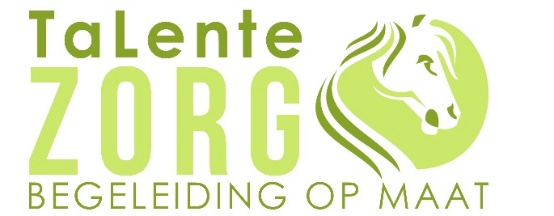 TaLente
ZORG
BEGELEIDING OP MAAT